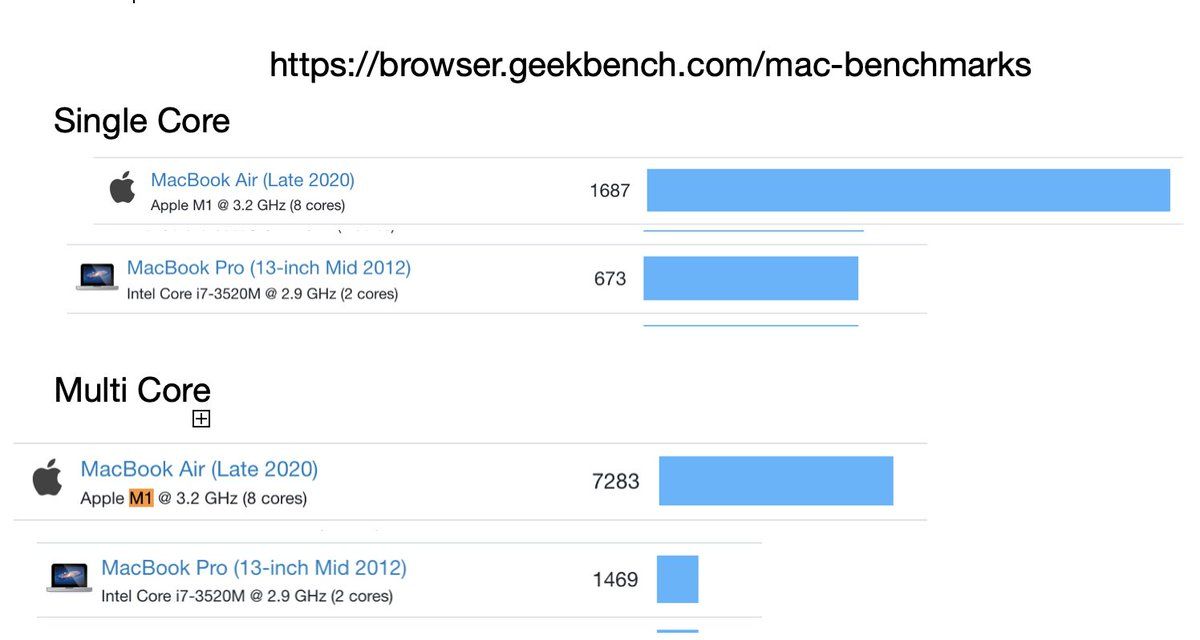 https://browser.geekbench.com/mac-benchmarks
Single Core
MacBook Air (Late 2020)
1687
Apple M1 @ 3.2 GHz (8 cores)
MacBook Pro (13-inch Mid 2012)
673
Intel Core i7-3520M @ 2.9 GHz (2 cores)
Multi Core
MacBook Air (Late 2020)
7283
Apple M1 @ 3.2 GHz (8 cores)
MacBook Pro (13-inch Mid 2012)
1469
Intel Core i7-3520M @ 2.9 GHz (2 cores)